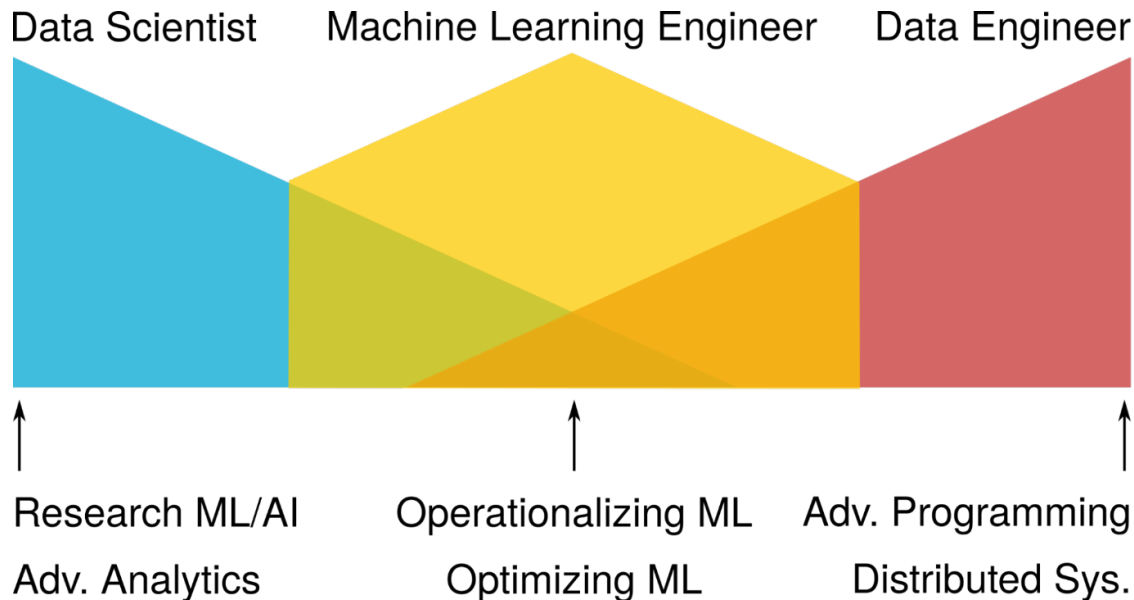 Data Scientist
Machine Learning Engineer
Data Engineer
Research ML/AI
Adv. Analytics
Operationalizing ML
Optimizing ML
Adv. Programming
Distributed Sys.